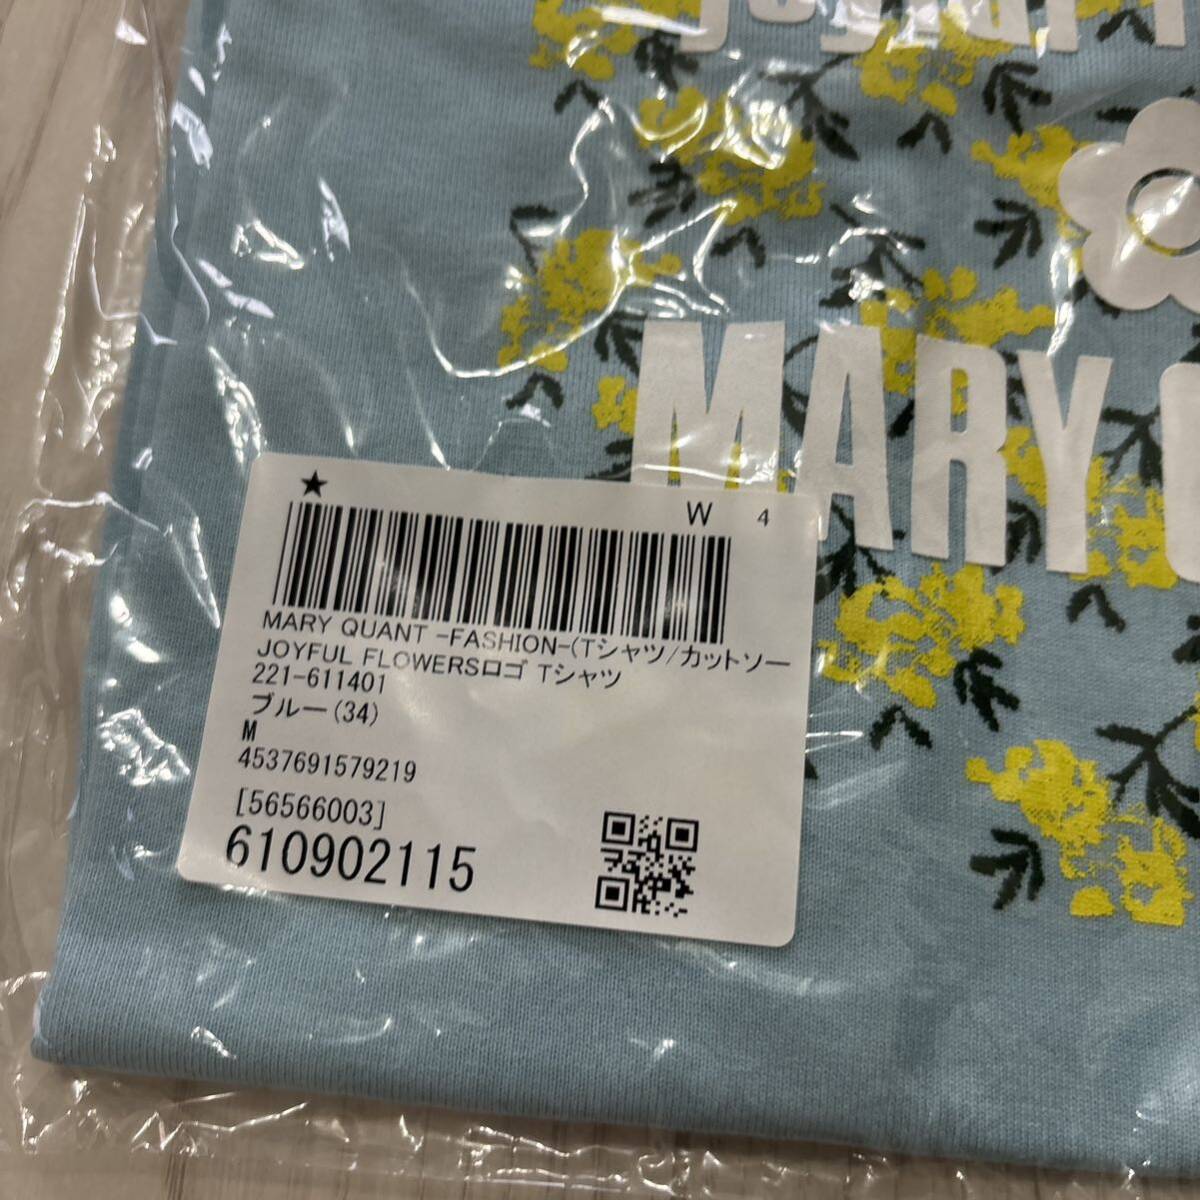 MARY
★
W 4
MARY QUANT -FASHION-(Tシャツ/カットソー
JOYFUL FLOWERSロゴ Tシャツ
221-611401
ブルー(34)
M
4537691579219
[56566003]
610902115